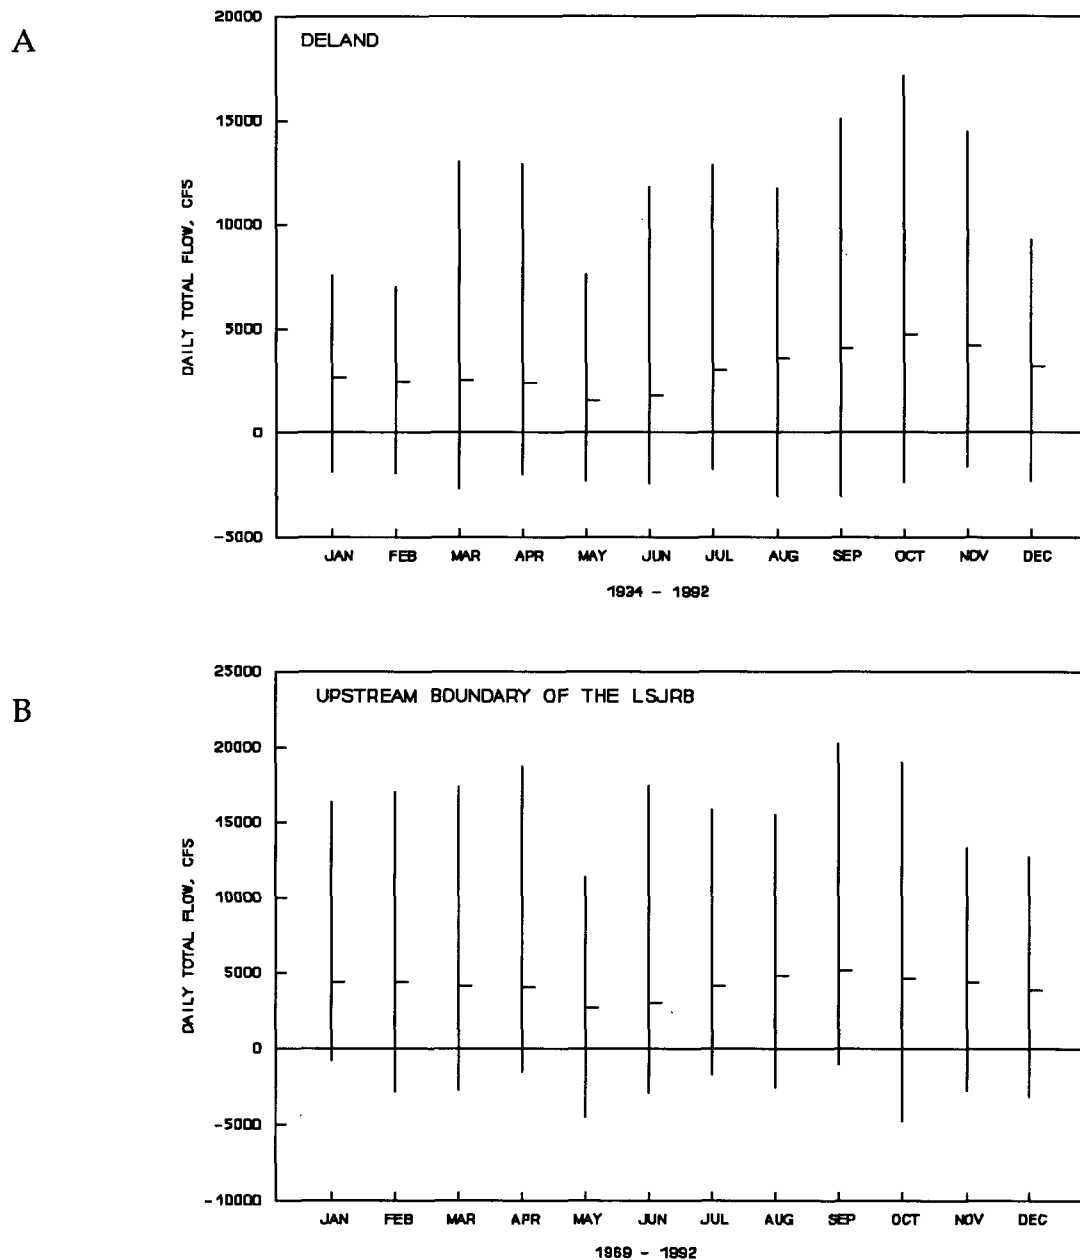 A
DELAND
20000
15000
10000
5000
0
-5000
DAILY TOTAL FLOW, CFS
JAN FEB MAR APR MAY JUN JUL AUG SEP OCT NOV DEC
1934 - 1992
B
UPSTREAM BOUNDARY OF THE LSJRB
25000
20000
15000
10000
5000
0
-5000
-10000
DAILY TOTAL FLOW, CFS
JAN FEB MAR APR MAY JUN JUL AUG SEP OCT NOV DEC
1969 - 1992